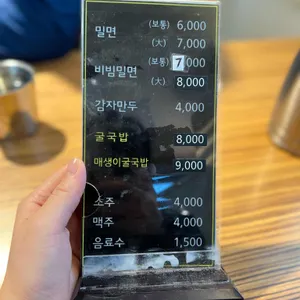 밀면 (보통) 6,000
(大) 7,000
비빔밀면 (보통) 7,000
(大) 8,000
감자만두 4,000
굴국밥 8,000
매생이굴국밥 9,000
소주 4,000
맥주 4,000
음료수 1,500